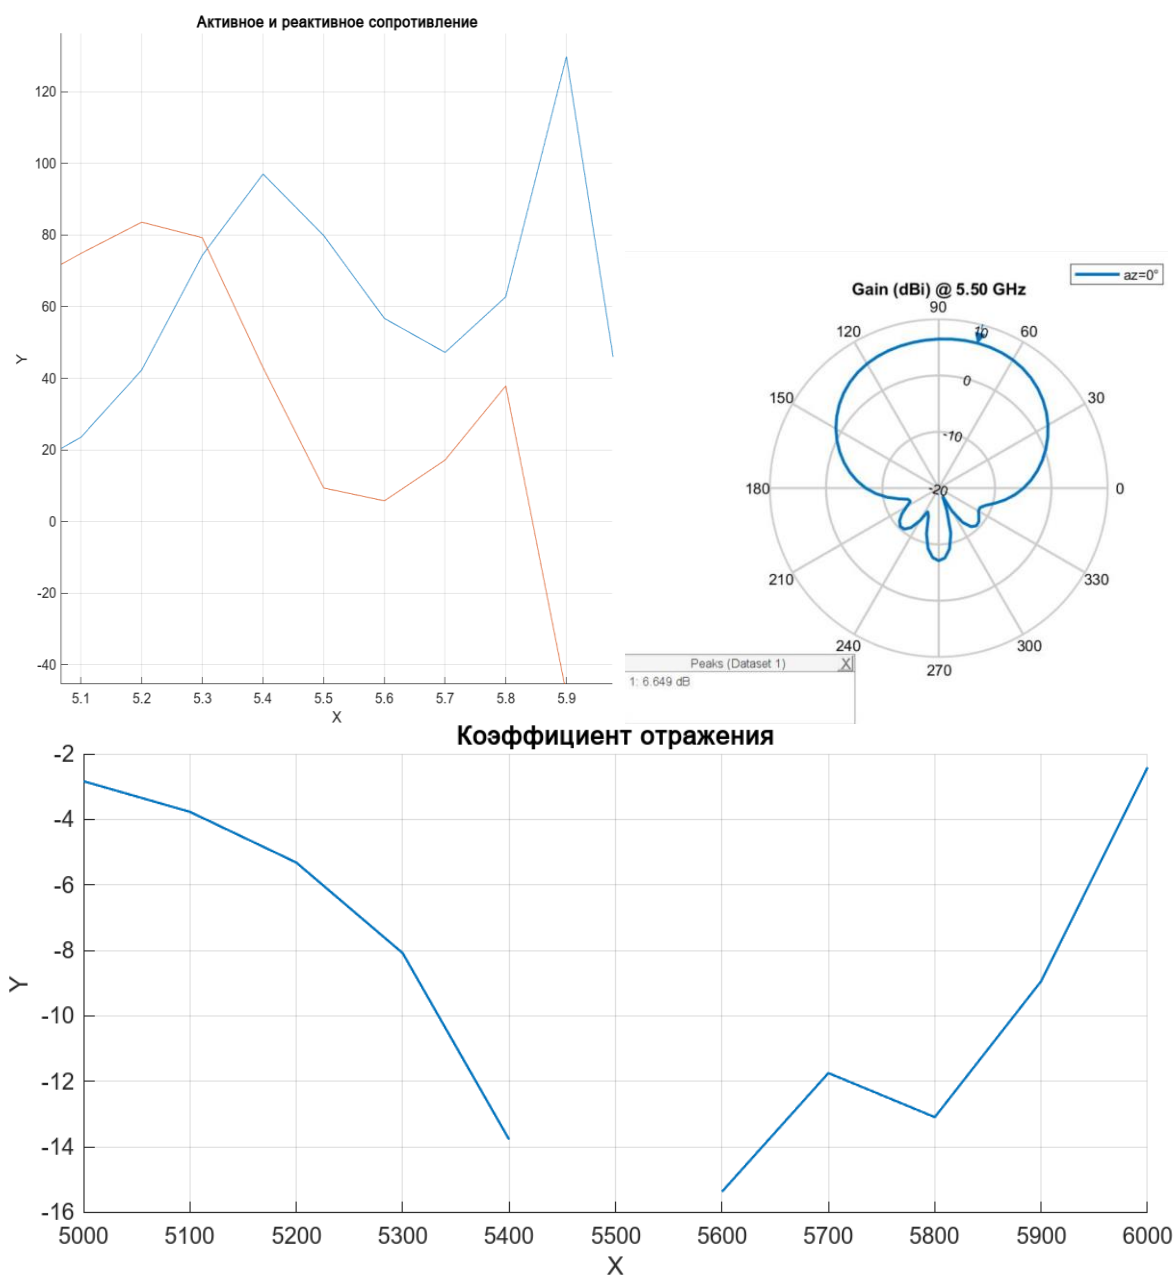 Активное и реактивное сопротивление
120
100
80
60
40
20
0
-20
-40
Y
5.1 5.2 5.3 5.4 5.5 5.6 5.7 5.8 5.9
X
az=0°
Gain (dBi) @ 5.50 GHz
90
120 10 60
150 0 30
-10
180 -20 0
210 330
240 300
270
Peaks (Dataset 1) X
1: 6.649 dB
Коэффициент отражения
-2
-4
-6
-8
-10
-12
-14
-16
Y
5000 5100 5200 5300 5400 5500 5600 5700 5800 5900 6000
X